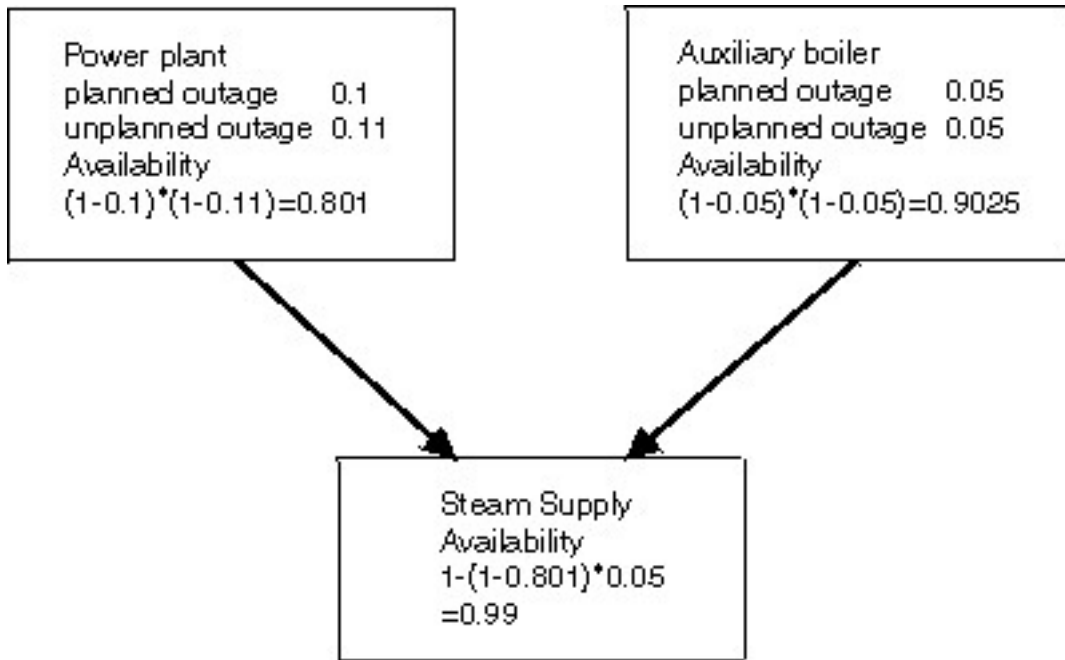 Power plant
planned outage 0.1
unplanned outage 0.11
Availability
(1-0.1)*(1-0.11)=0.801
Auxiliary boiler
planned outage 0.05
unplanned outage 0.05
Availability
(1-0.05)*(1-0.05)=0.9025
Steam Supply
Availability
1-(1-0.801)*0.05
=0.99